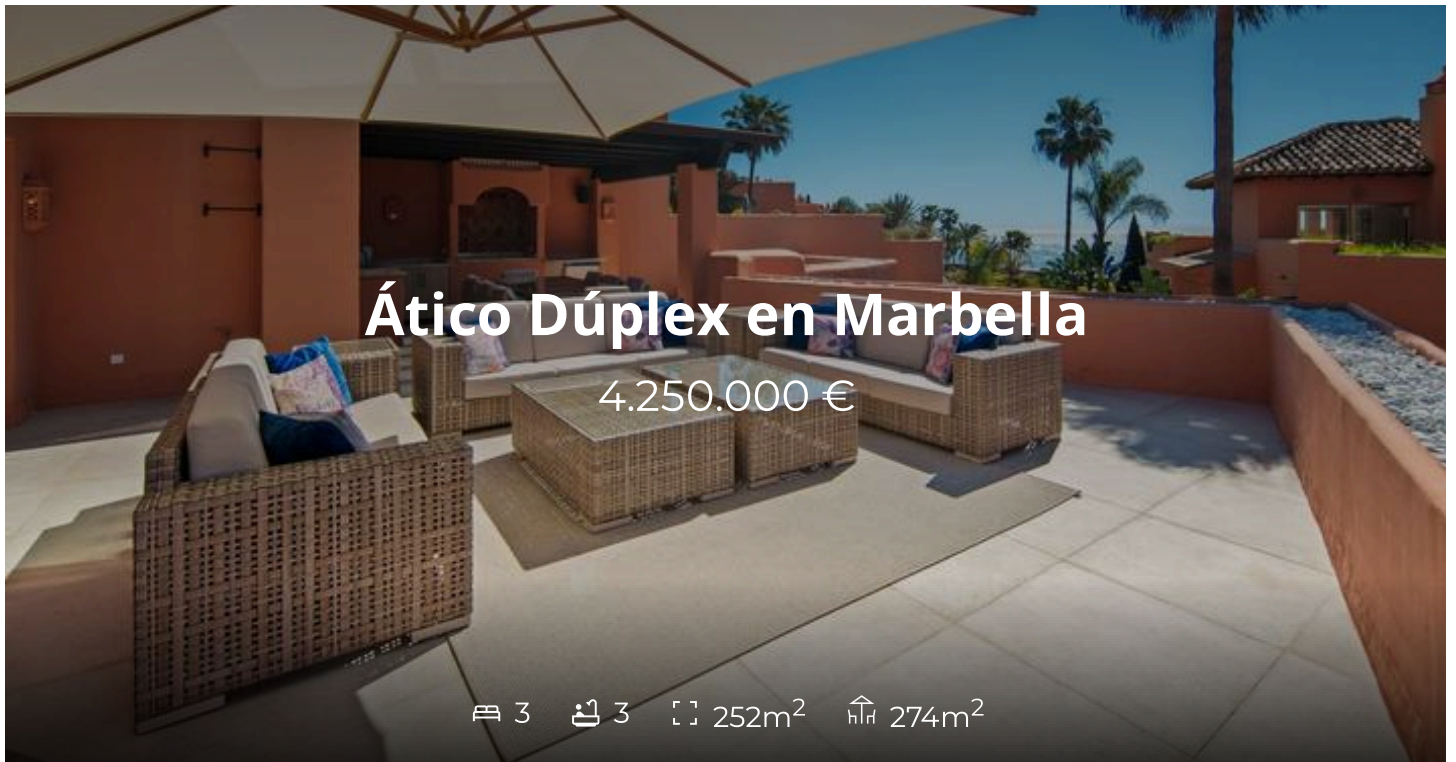 Ático Dúplex en Marbella
4.250.000 €
3 3 252m² 274m²